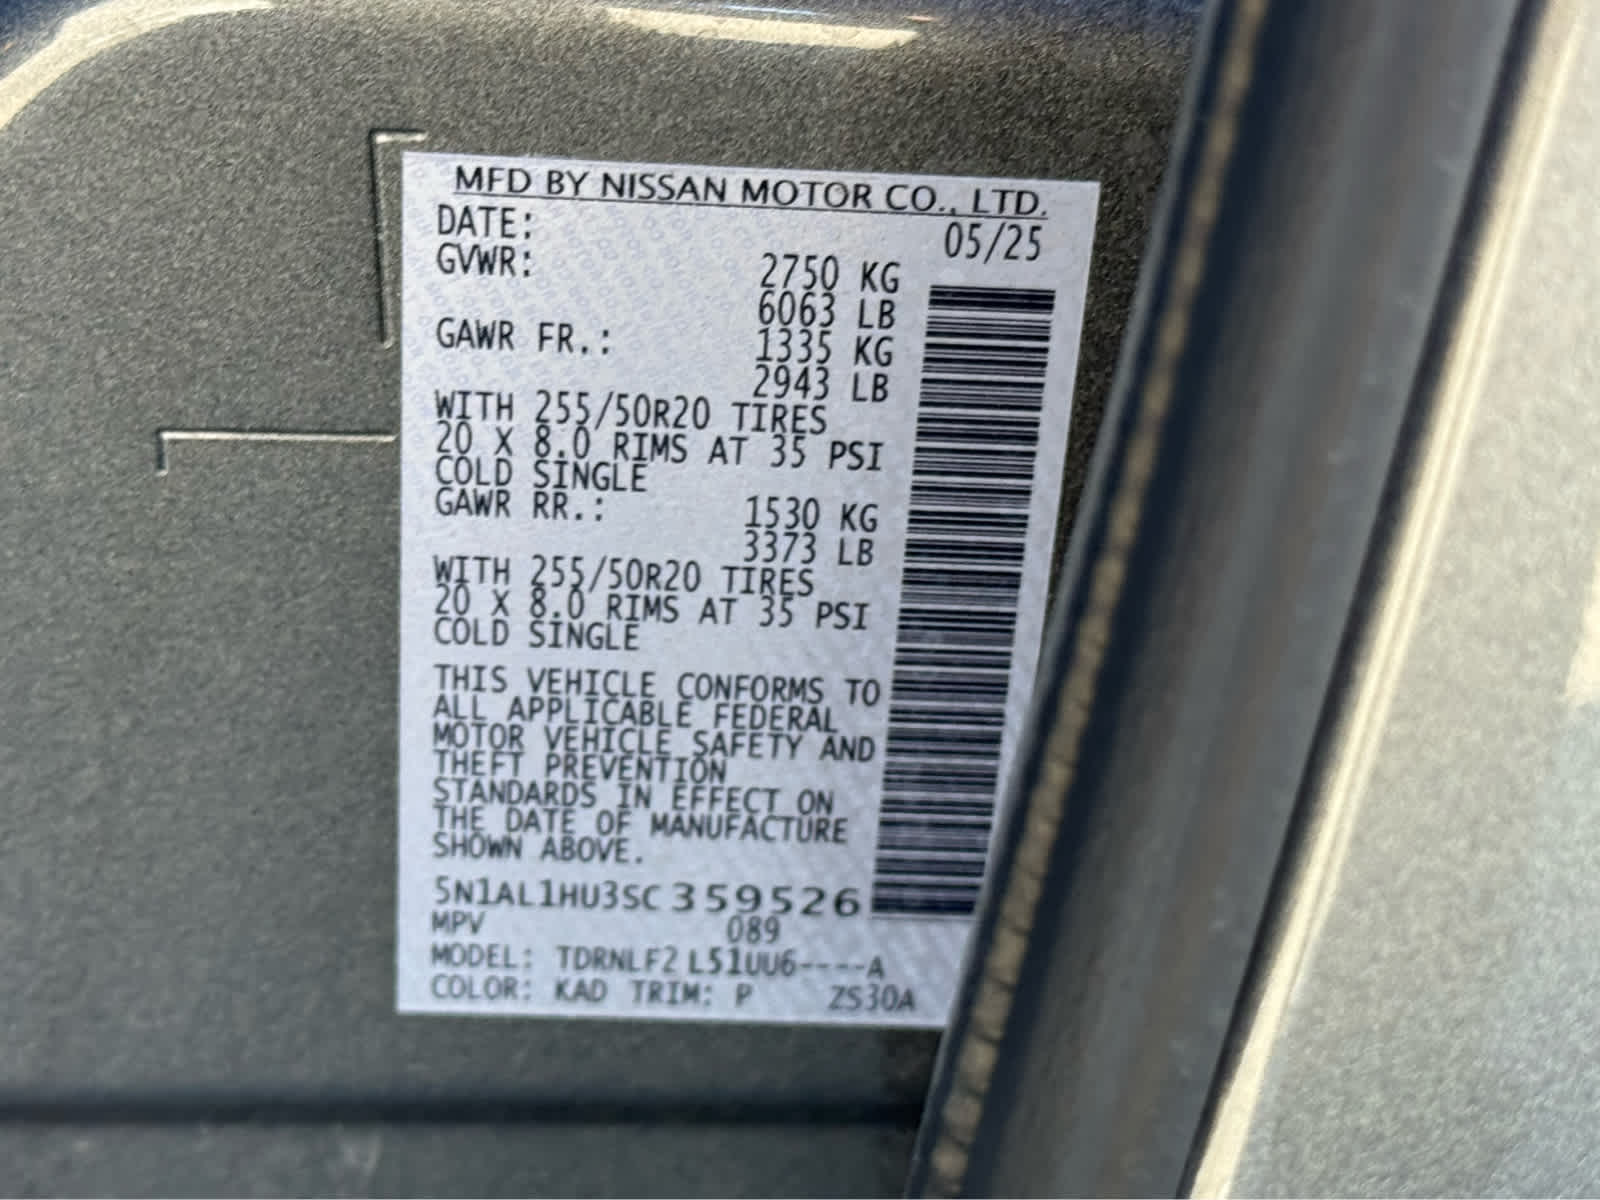 MFD BY NISSAN MOTOR CO., LTD.
DATE: 05/25
GVWR: 2750 KG
6063 LB
GAWR FR.: 1335 KG
2943 LB
WITH 255/50R20 TIRES
20 X 8.0 RIMS AT 35 PSI
COLD SINGLE
GAWR RR.: 1530 KG
3373 LB
WITH 255/50R20 TIRES
20 X 8.0 RIMS AT 35 PSI
COLD SINGLE
THIS VEHICLE CONFORMS TO
ALL APPLICABLE FEDERAL
MOTOR VEHICLE SAFETY AND
THEFT PREVENTION
STANDARDS IN EFFECT ON
THE DATE OF MANUFACTURE
SHOWN ABOVE.
5N1AL1HU3SC359526
MPV 089
MODEL: TDRNLF2 L51UU6----A
COLOR: KAD TRIM: P ZS30A